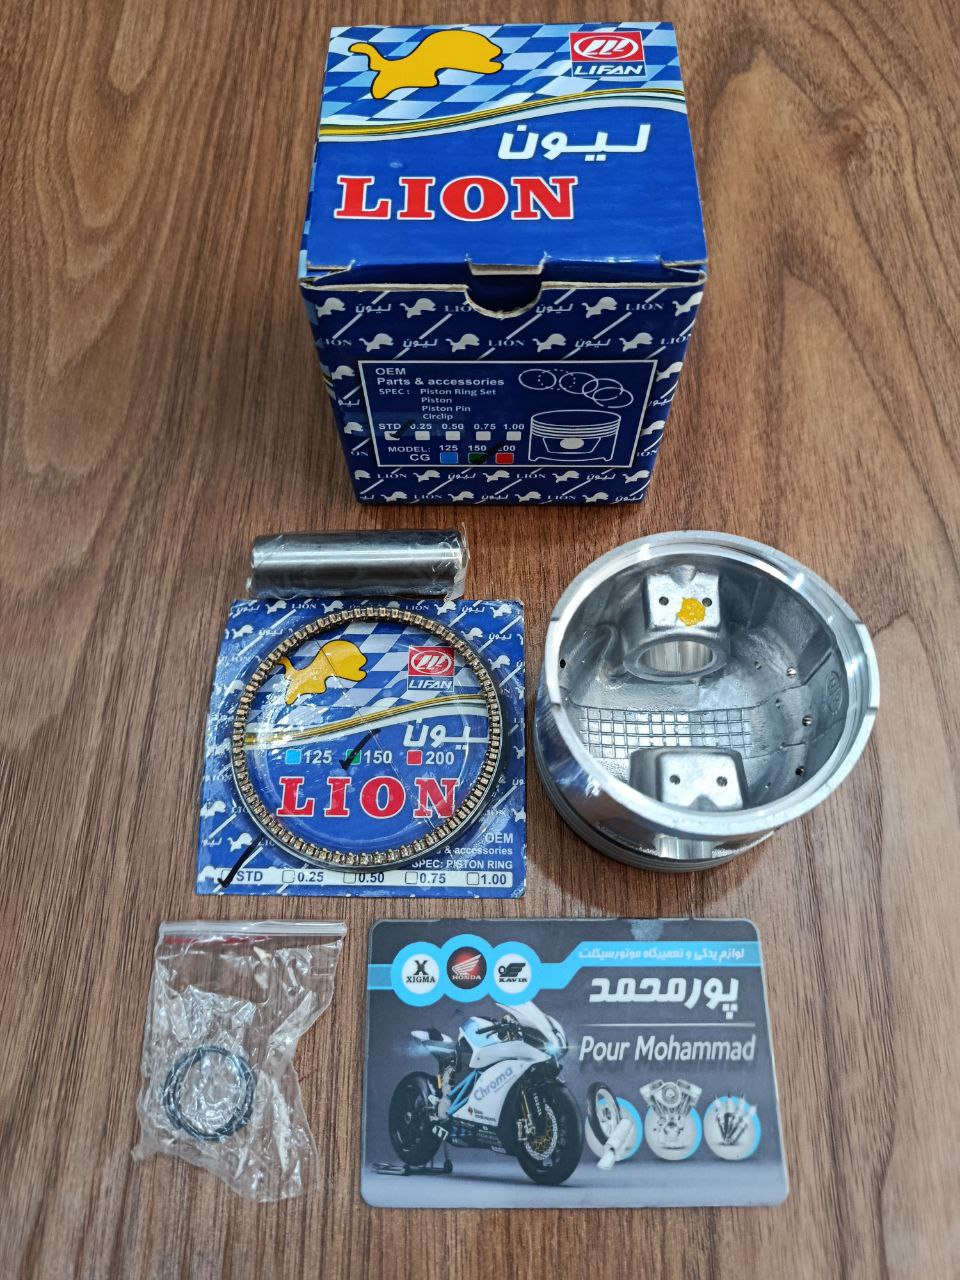 LIFAN
لیون
LION
OEM
Parts & accessories
SPEC : Piston Ring Set
Piston
Piston Pin
Circlip
STD 0.25 0.50 0.75 1.00
MODEL: 125 150 200
CG
LIFAN
لیون
125 150 200
LION
OEM
& accessories
SPEC: PISTON RING
STD 0.25 0.50 0.75 1.00
لوازم یدکی و تعمیرگاه موتورسیکلت
XIGMA HONDA KAVIR
پورمحمد
Pour Mohammad
Chroma